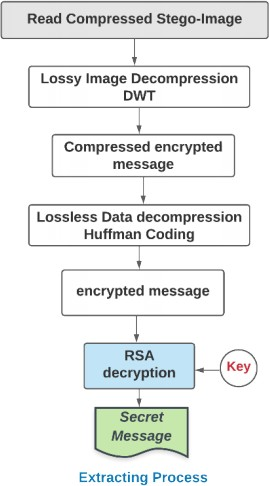 Read Compressed Stego-Image
Lossy Image Decompression
DWT
Compressed encrypted
message
Lossless Data decompression
Huffman Coding
encrypted message
RSA
decryption
Key
Secret
Message
Extracting Process